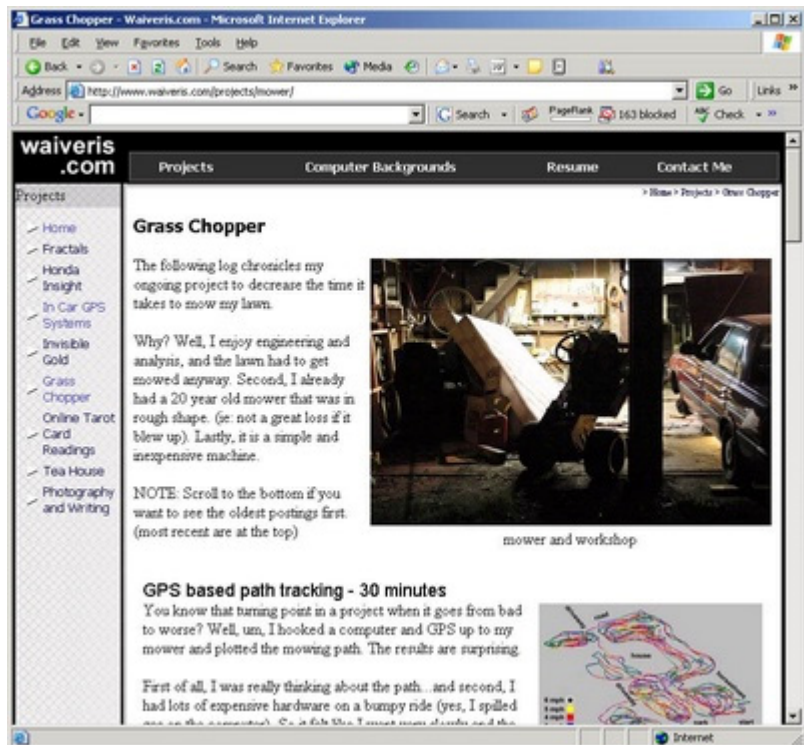 Grass Chopper - Waiveris.com - Microsoft Internet Explorer
File Edit View Favorites Tools Help
Back Search Favorites Media
Address http://www.waiveris.com/projects/mower/ Go Links »
Google Search PageRank 163 blocked ABC Check »
waiveris
.com
Projects Computer Backgrounds Resume Contact Me
> Home > Projects > Grass Chopper
Projects
Home
Fractals
Honda
Insight
In Car GPS
Systems
Invisible
Gold
Grass
Chopper
Online Tarot
Card
Readings
Tea House
Photography
and Writing
Grass Chopper
The following log chronicles my
ongoing project to decrease the time it
takes to mow my lawn.
Why? Well, I enjoy engineering and
analysis, and the lawn had to get
mowed anyway. Second, I already
had a 20 year old mower that was in
rough shape. (ie: not a great loss if it
blew up). Lastly, it is a simple and
inexpensive machine.
NOTE: Scroll to the bottom if you
want to see the oldest postings first.
(most recent are at the top)
mower and workshop
GPS based path tracking - 30 minutes
You know that turning point in a project when it goes from bad
to worse? Well, um, I hooked a computer and GPS up to my
mower and plotted the mowing path. The results are surprising.
First of all, I was really thinking about the path...and second, I
had lots of expensive hardware on a bumpy ride (yes, I spilled
road
house
Internet